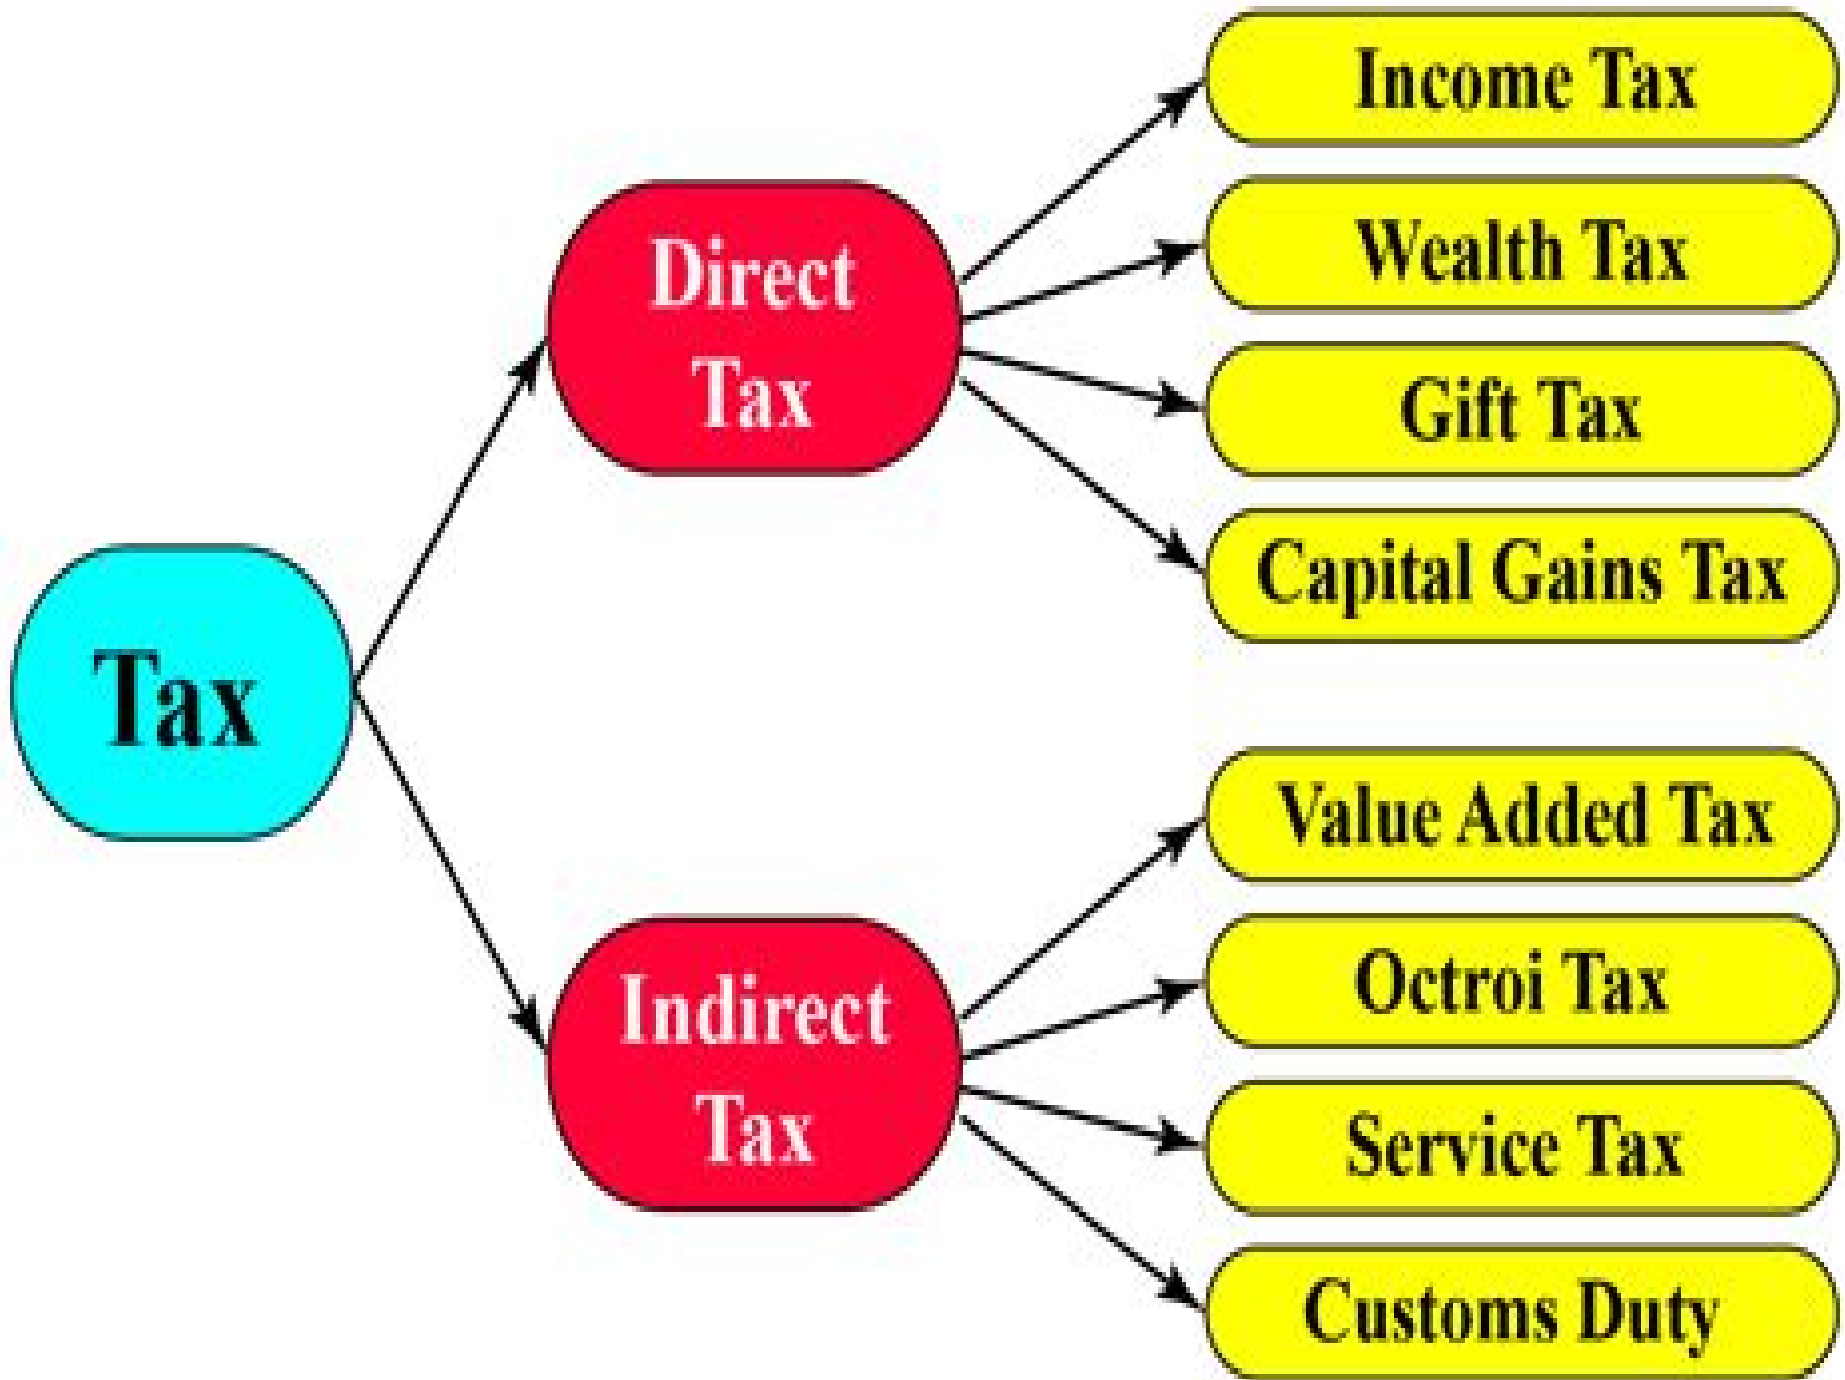 Tax
Direct
Tax
Income Tax
Wealth Tax
Gift Tax
Capital Gains Tax
Indirect
Tax
Value Added Tax
Octroi Tax
Service Tax
Customs Duty